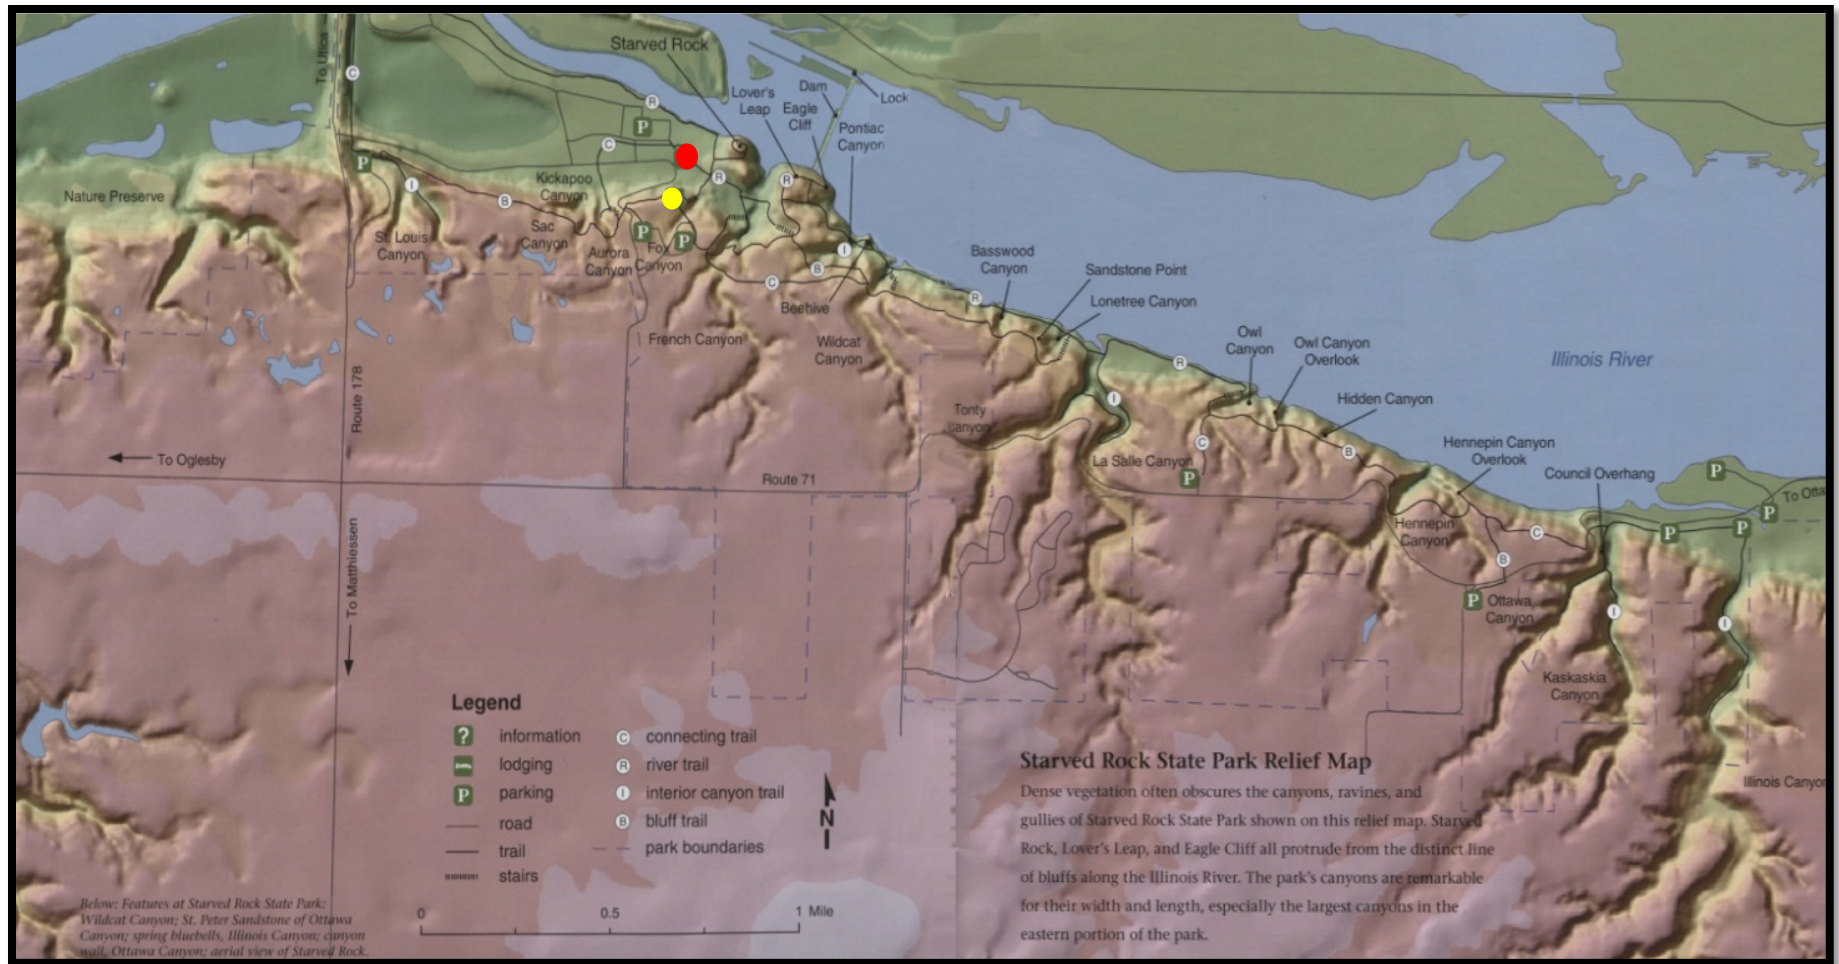 To Utica
C
Starved Rock
Lover's
Leap
Dam
Eagle
Cliff
Lock
Pontiac
Canyon
R
P
C
P
Nature Preserve
I
B
Kickapoo
Canyon
R
R
St. Louis
Canyon
Sac
Canyon
Aurora
Canyon
P
Fox
Canyon
P
I
B
C
Beehive
French Canyon
Wildcat
Canyon
Basswood
Canyon
R
Sandstone Point
Lonetree Canyon
R
Owl
Canyon
Owl Canyon
Overlook
Illinois River
Hidden Canyon
Route 178
I
Tonty
Canyon
C
La Salle Canyon
P
B
Hennepin Canyon
Overlook
Council Overhang
P
To Otta
P
P
P
To Oglesby
Route 71
Hennepin
Canyon
C
B
To Matthiessen
P
Ottawa
Canyon
I
I
Kaskaskia
Canyon
Illinois Canyon
Legend
? information
lodging
P parking
road
trail
stairs
C connecting trail
R river trail
I interior canyon trail
B bluff trail
park boundaries
N
0 0.5 1 Mile
Starved Rock State Park Relief Map
Dense vegetation often obscures the canyons, ravines, and
gullies of Starved Rock State Park shown on this relief map. Starved
Rock, Lover's Leap, and Eagle Cliff all protrude from the distinct line
of bluffs along the Illinois River. The park's canyons are remarkable
for their width and length, especially the largest canyons in the
eastern portion of the park.
Below: Features at Starved Rock State Park:
Wildcat Canyon; St. Peter Sandstone of Ottawa
Canyon; spring bluebells, Illinois Canyon; canyon
wall, Ottawa Canyon; aerial view of Starved Rock.